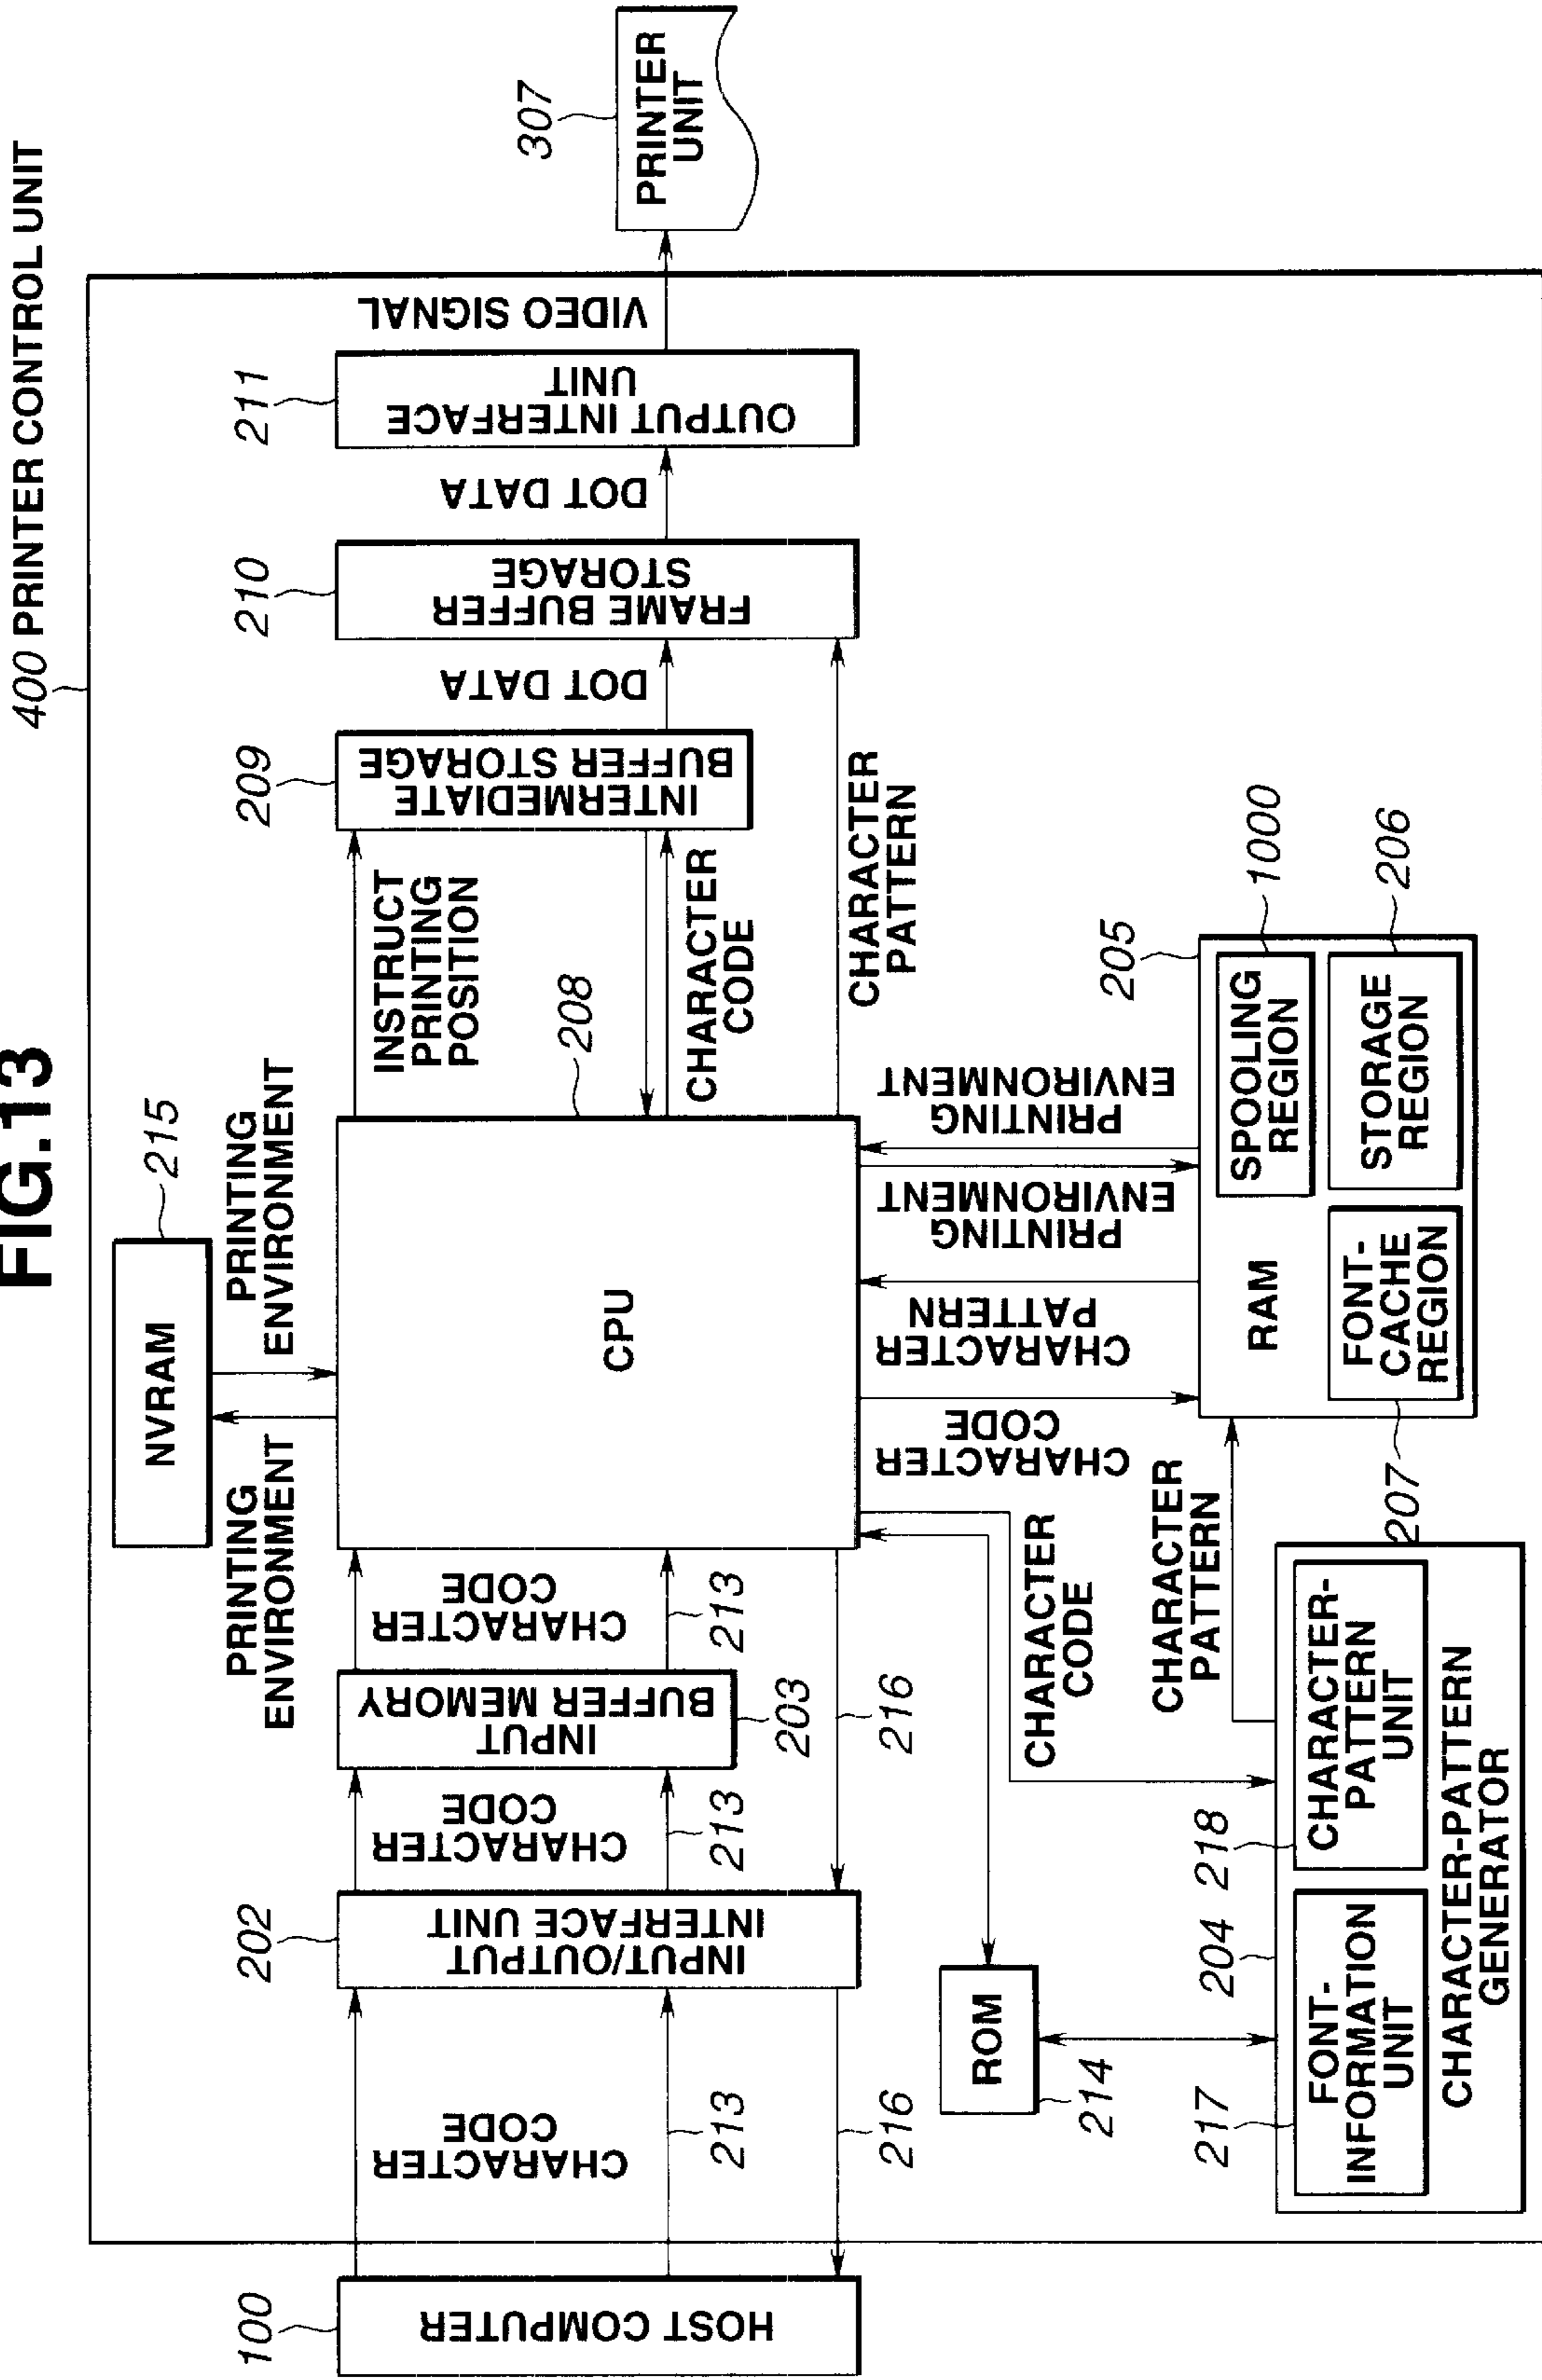 FIG.13
400 PRINTER CONTROL UNIT
NVRAM
215
PRINTING
ENVIRONMENT
PRINTING
ENVIRONMENT
100
HOST COMPUTER
CHARACTER
CODE
213
216
202
INPUT/OUTPUT
INTERFACE UNIT
CHARACTER
CODE
213
INPUT
BUFFER MEMORY
203
CHARACTER
CODE
213
216
CPU
208
INSTRUCT
PRINTING
POSITION
CHARACTER
CODE
209
INTERMEDIATE
BUFFER STORAGE
DOT DATA
210
FRAME BUFFER
STORAGE
DOT DATA
211
OUTPUT INTERFACE
UNIT
VIDEO SIGNAL
307
PRINTER
UNIT
CHARACTER
PATTERN
ROM
214
CHARACTER
CODE
CHARACTER
CODE
CHARACTER
PATTERN
PRINTING
ENVIRONMENT
PRINTING
ENVIRONMENT
CHARACTER
PATTERN
205
RAM
SPOOLING
REGION
1000
FONT-
CACHE
REGION
207
STORAGE
REGION
206
217
204
218
FONT-
INFORMATION
UNIT
CHARACTER-
PATTERN
UNIT
CHARACTER-PATTERN
GENERATOR